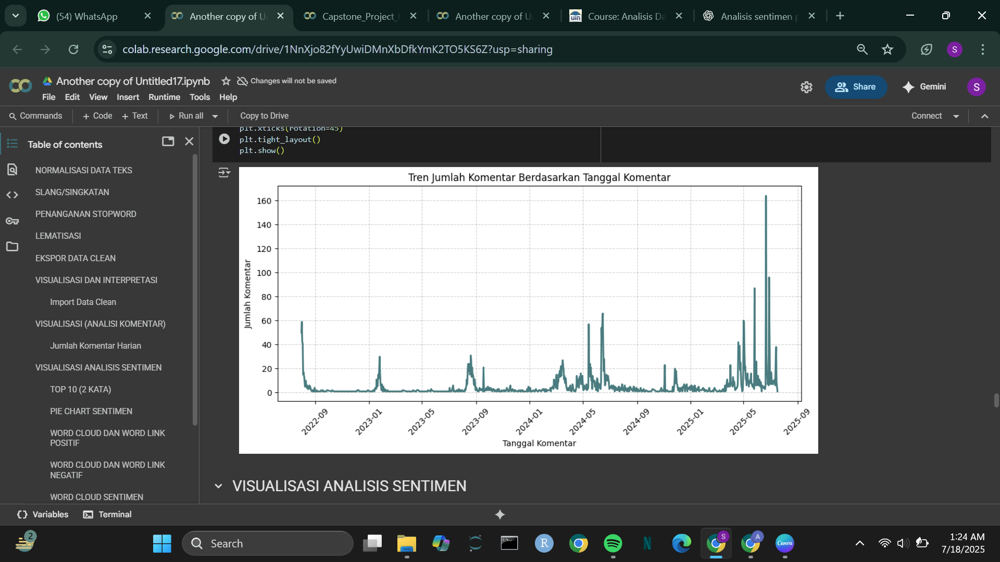 (54) WhatsApp
Another copy of U
Capstone_Project_
Another copy of U
Course: Analisis Da
Analisis sentimen p
colab.research.google.com/drive/1NnXjo82fYyUwiDMnXbDfkYmK2TO5KS6Z?usp=sharing
S
Another copy of Untitled17.ipynb
Changes will not be saved
File Edit View Insert Runtime Tools Help
Share
Gemini
S
Commands
+ Code + Text
Run all
Copy to Drive
Connect
Table of contents
NORMALISASI DATA TEKS
SLANG/SINGKATAN
PENANGANAN STOPWORD
LEMATISASI
EKSPOR DATA CLEAN
VISUALISASI DAN INTERPRETASI
Import Data Clean
VISUALISASI (ANALISI KOMENTAR)
Jumlah Komentar Harian
VISUALISASI ANALISIS SENTIMEN
TOP 10 (2 KATA)
PIE CHART SENTIMEN
WORD CLOUD DAN WORD LINK
POSITIF
WORD CLOUD DAN WORD LINK
NEGATIF
WORD CLOUD SENTIMEN
plt.xticks(rotation=45)
plt.tight_layout()
plt.show()
Tren Jumlah Komentar Berdasarkan Tanggal Komentar
Jumlah Komentar
160
140
120
100
80
60
40
20
0
2022-09
2023-01
2023-05
2023-09
2024-01
2024-05
2024-09
2025-01
2025-05
2025-09
Tanggal Komentar
VISUALISASI ANALISIS SENTIMEN
Variables
Terminal
2
Search
R
N
S
A
Canva
1:24 AM
7/18/2025